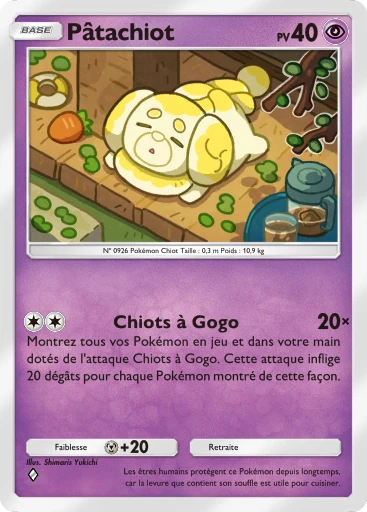 BASE
Pâtachiot
PV 40
N° 0926 Pokémon Chiot Taille : 0,3 m Poids : 10,9 kg
Chiots à Gogo 20×
Montrez tous vos Pokémon en jeu et dans votre main
dotés de l'attaque Chiots à Gogo. Cette attaque inflige
20 dégâts pour chaque Pokémon montré de cette façon.
Faiblesse +20
Retraite
Illus. Shimaris Yukichi
Les êtres humains protègent ce Pokémon depuis longtemps,
car la levure que contient son souffle est utile pour cuisiner.